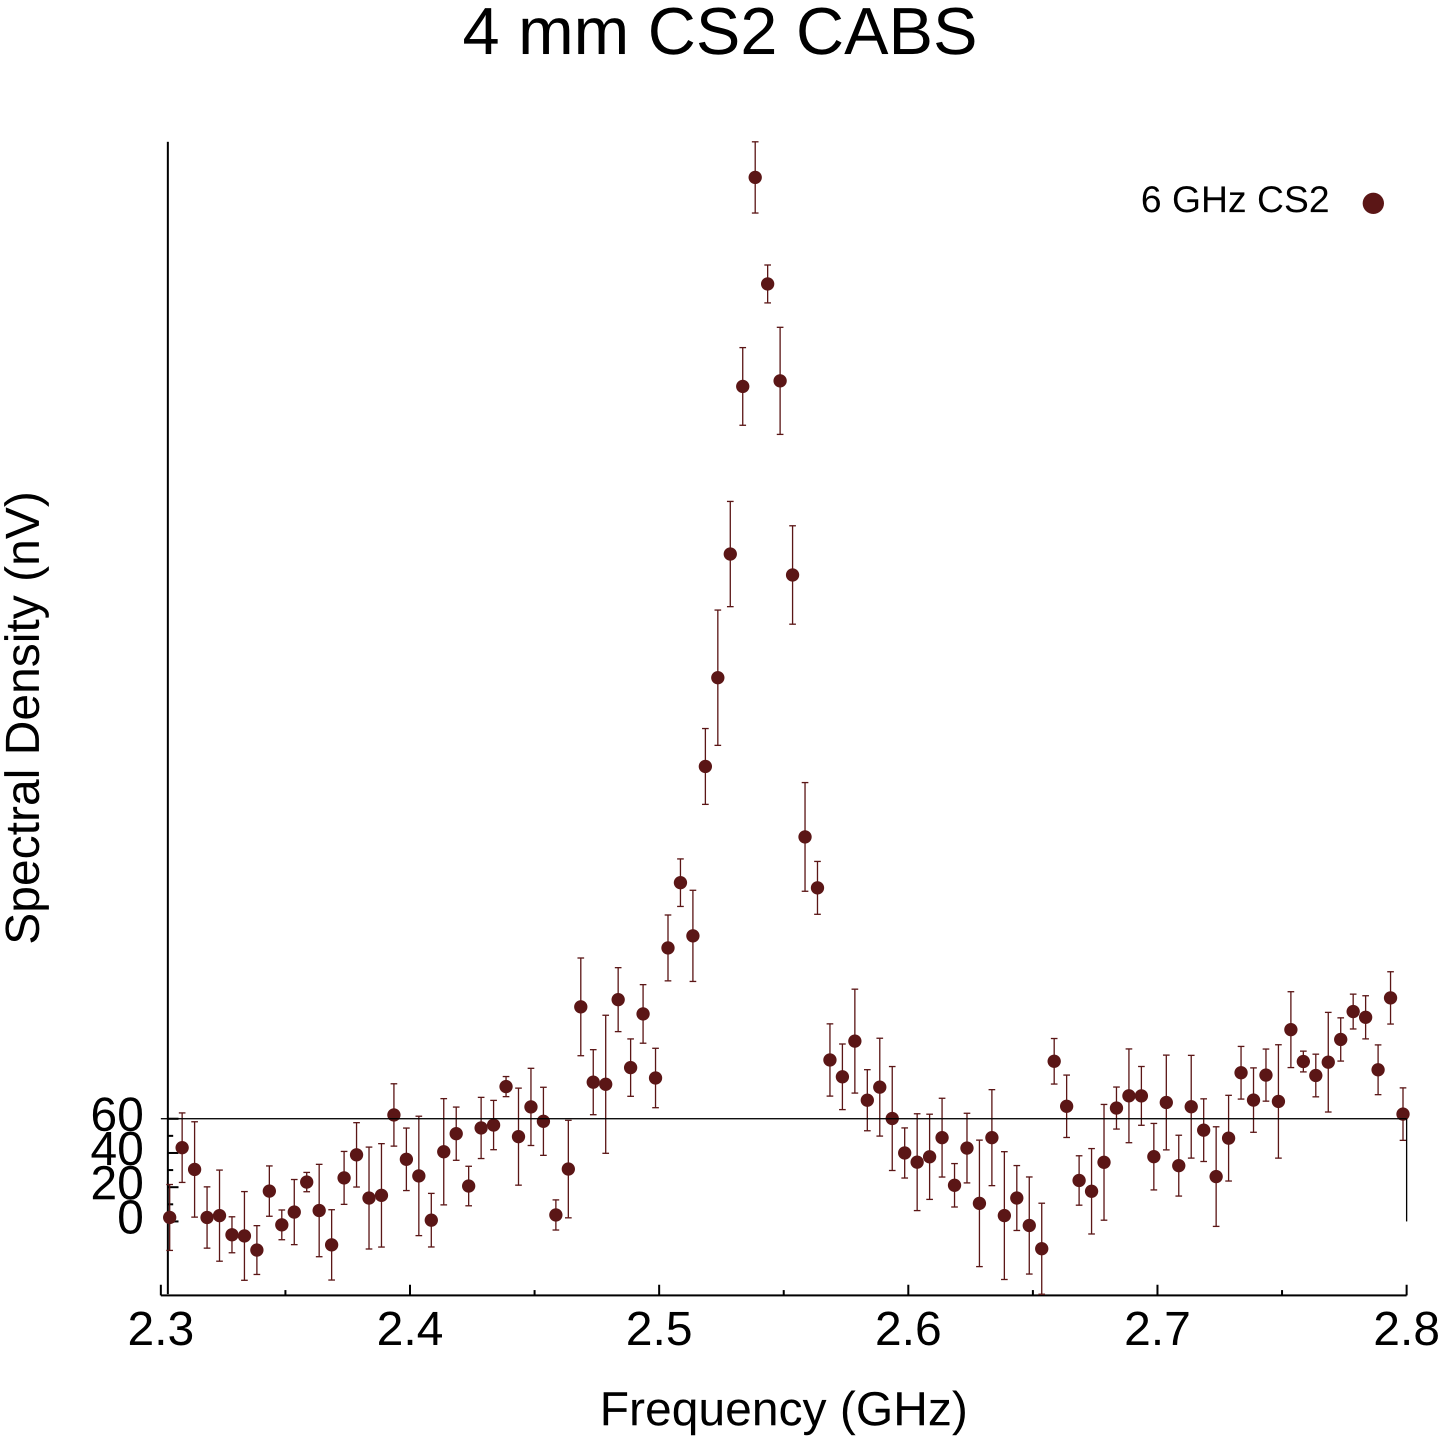 4 mm CS2 CABS
6 GHz CS2
Spectral Density (nV)
60
40
20
0
2.3 2.4 2.5 2.6 2.7 2.8
Frequency (GHz)